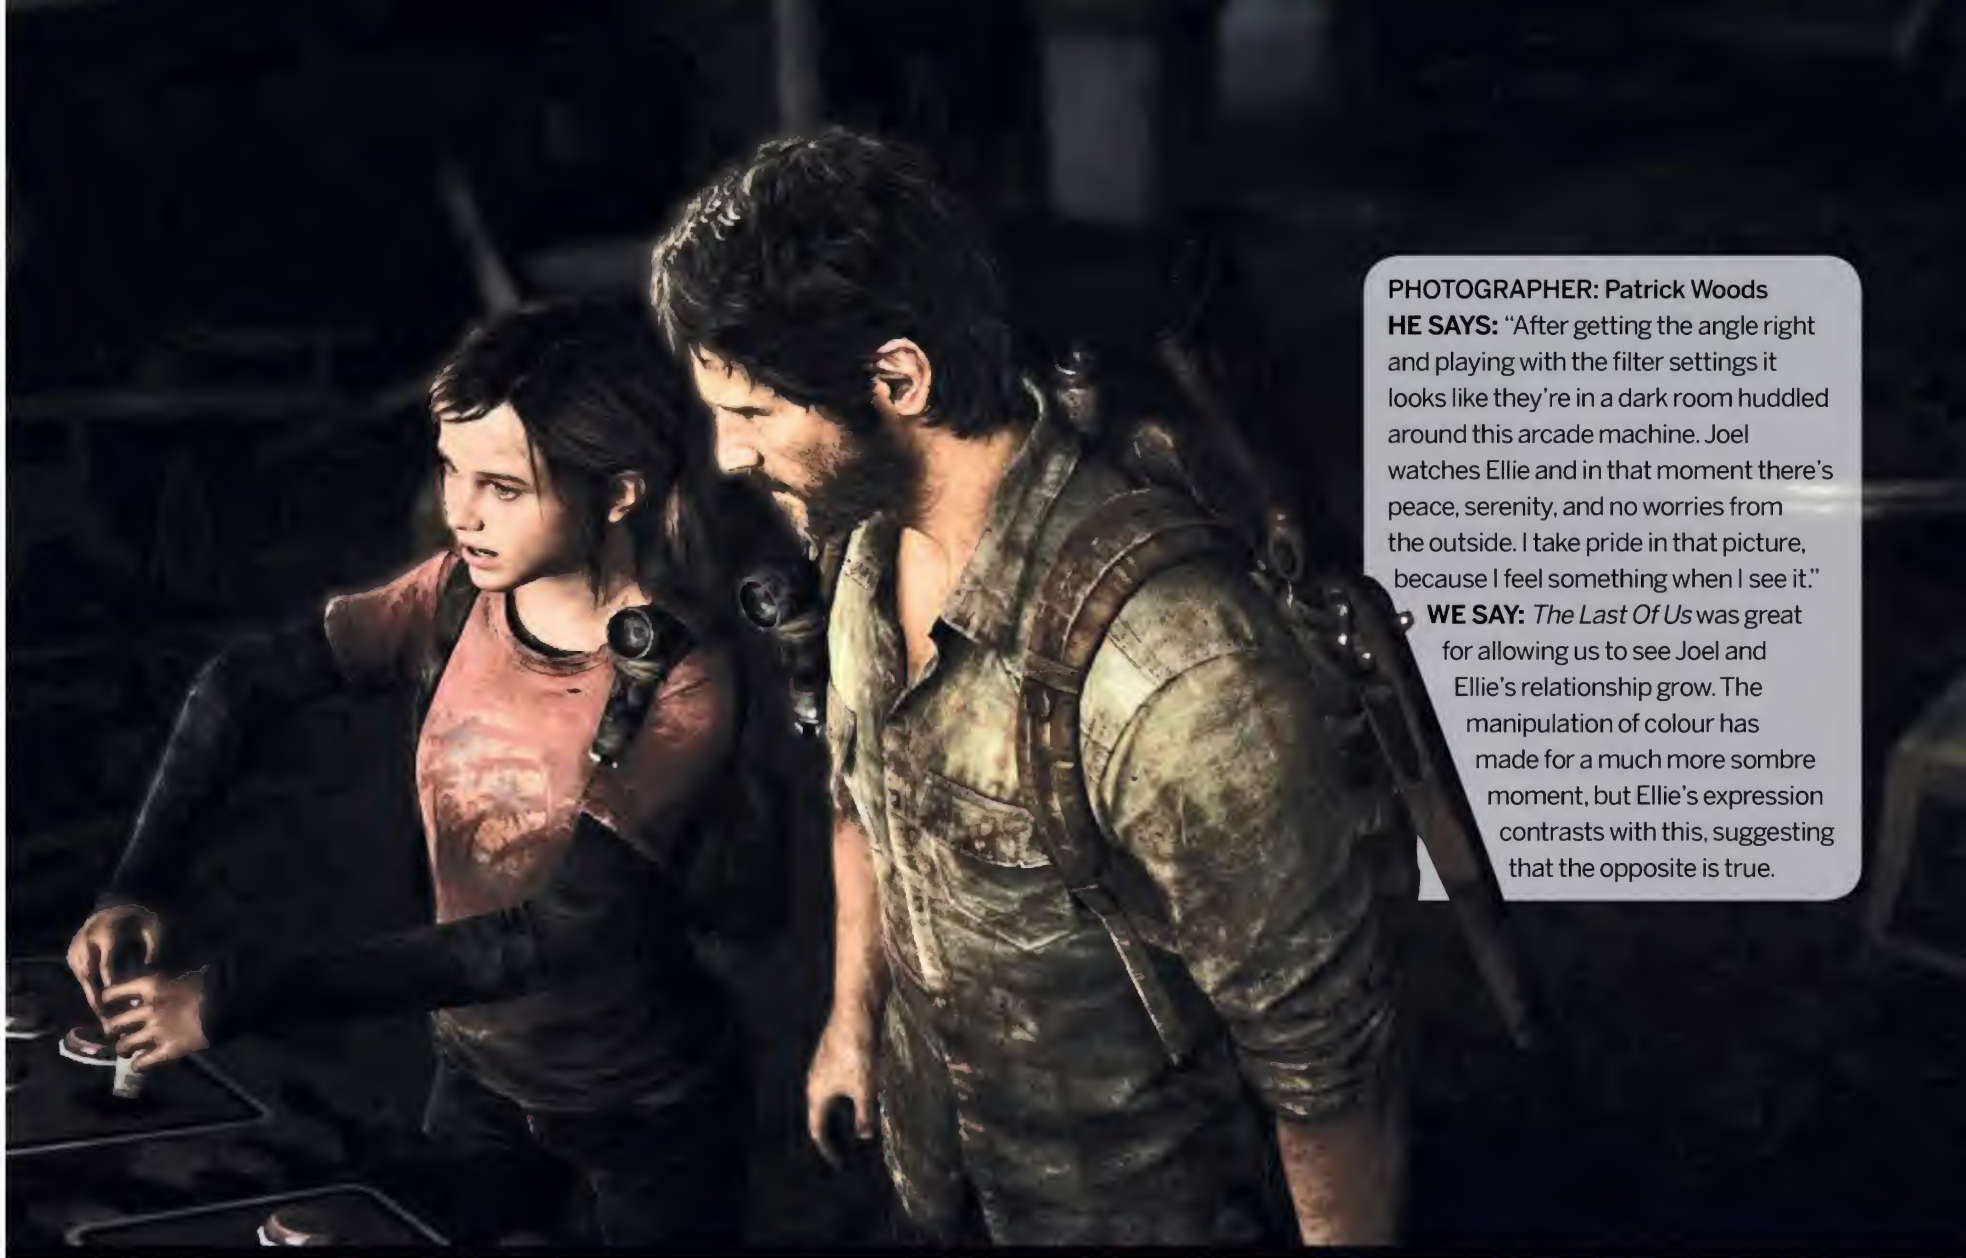 PHOTOGRAPHER: Patrick Woods
HE SAYS: “After getting the angle right
and playing with the filter settings it
looks like they’re in a dark room huddled
around this arcade machine. Joel
watches Ellie and in that moment there’s
peace, serenity, and no worries from
the outside. I take pride in that picture,
because I feel something when I see it.”
WE SAY: The Last Of Us was great
for allowing us to see Joel and
Ellie’s relationship grow. The
manipulation of colour has
made for a much more sombre
moment, but Ellie’s expression
contrasts with this, suggesting
that the opposite is true.